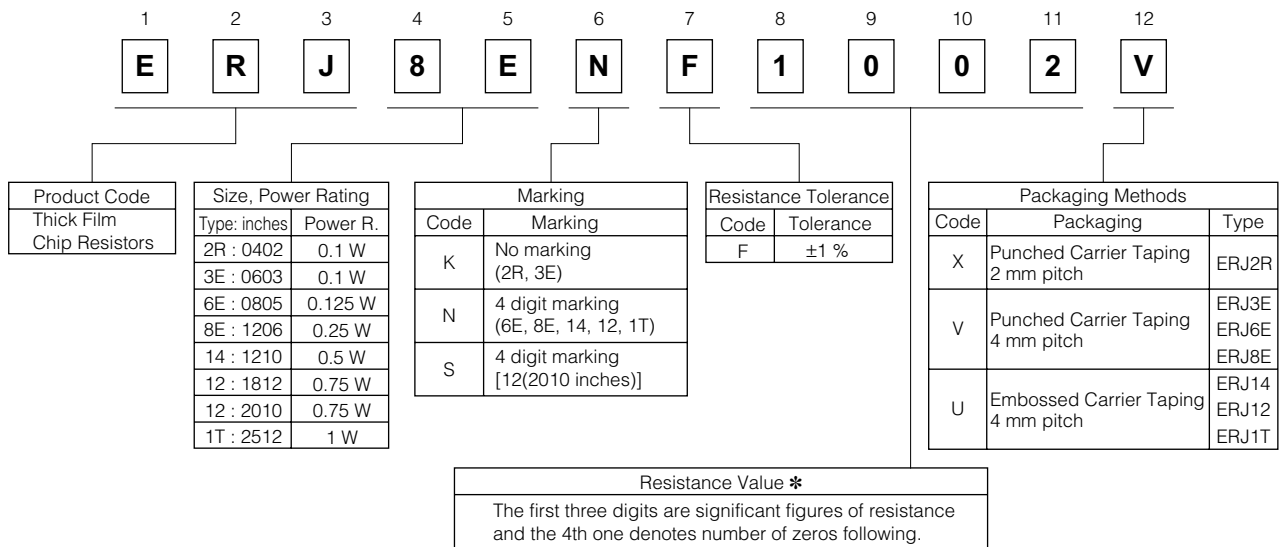 1 2 3 4 5 6 7 8 9 10 11 12
E R J 8 E N F 1 0 0 2 V
Product Code
Thick Film
Chip Resistors
Size, Power Rating
Type: inches Power R.
2R : 0402 0.1 W
3E : 0603 0.1 W
6E : 0805 0.125 W
8E : 1206 0.25 W
14 : 1210 0.5 W
12 : 1812 0.75 W
12 : 2010 0.75 W
1T : 2512 1 W
Marking
Code Marking
K No marking
(2R, 3E)
N 4 digit marking
(6E, 8E, 14, 12, 1T)
S 4 digit marking
[12(2010 inches)]
Resistance Tolerance
Code Tolerance
F ±1 %
Packaging Methods
Code Packaging Type
X Punched Carrier Taping
2 mm pitch
ERJ2R
V Punched Carrier Taping
4 mm pitch
ERJ3E
ERJ6E
ERJ8E
U Embossed Carrier Taping
4 mm pitch
ERJ14
ERJ12
ERJ1T
Resistance Value ✻
The first three digits are significant figures of resistance
and the 4th one denotes number of zeros following.